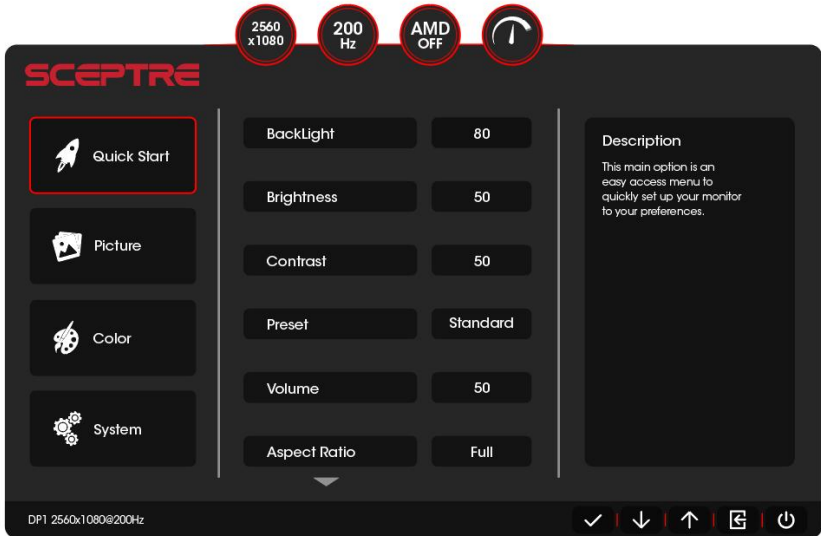 2560
x1080
200
Hz
AMD
OFF
SCEPTRE
Quick Start
Picture
Color
System
BackLight 80
Brightness 50
Contrast 50
Preset Standard
Volume 50
Aspect Ratio Full
Description
This main option is an
easy access menu to
quickly set up your monitor
to your preferences.
DP1 2560x1080@200Hz